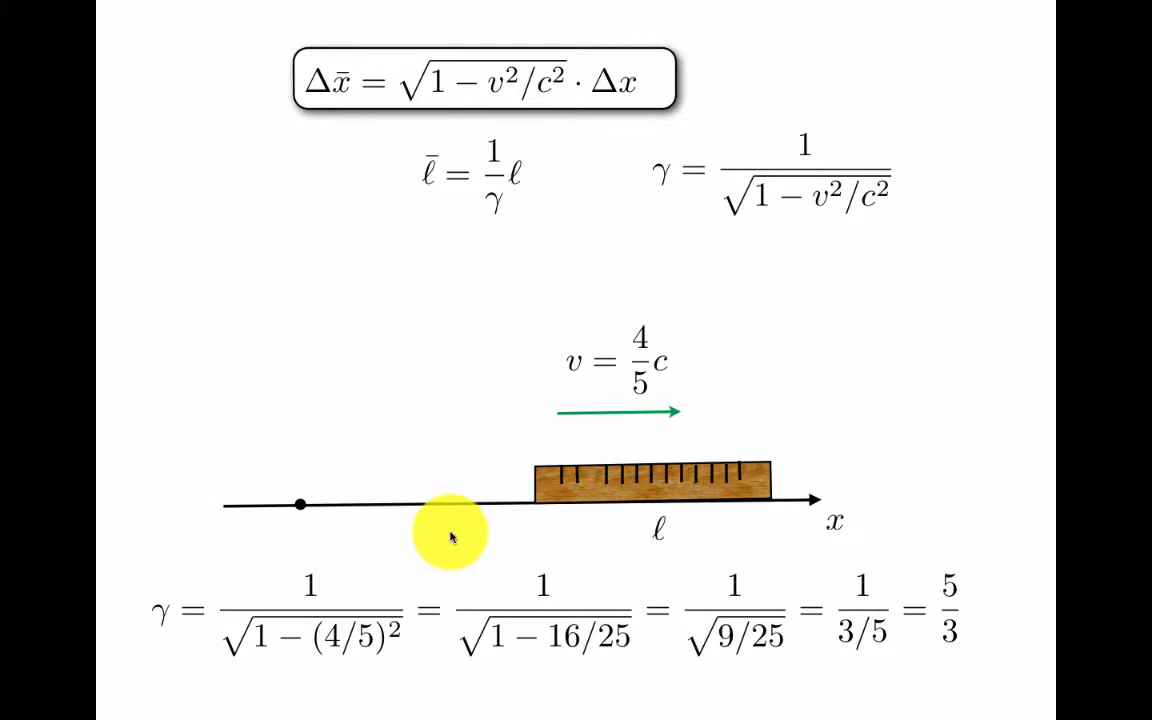 Δx̄ = √(1 − v²/c²) · Δx
ℓ̄ = 1/γ ℓ    γ = 1/√(1 − v²/c²)
v = 4/5 c
ℓ
x
γ = 1/√(1 − (4/5)²) = 1/√(1 − 16/25) = 1/√(9/25) = 1/(3/5) = 5/3